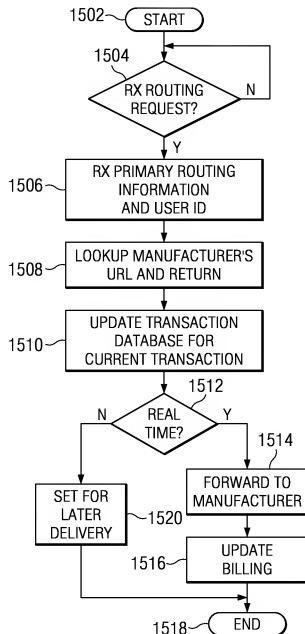 1502
START
1504
RX ROUTING
REQUEST?
N
Y
1506
RX PRIMARY ROUTING
INFORMATION
AND USER ID
1508
LOOKUP MANUFACTURER'S
URL AND RETURN
1510
UPDATE TRANSACTION
DATABASE FOR
CURRENT TRANSACTION
1512
N
REAL
TIME?
Y
1514
SET FOR
LATER
DELIVERY
1520
FORWARD TO
MANUFACTURER
1516
UPDATE
BILLING
1518
END